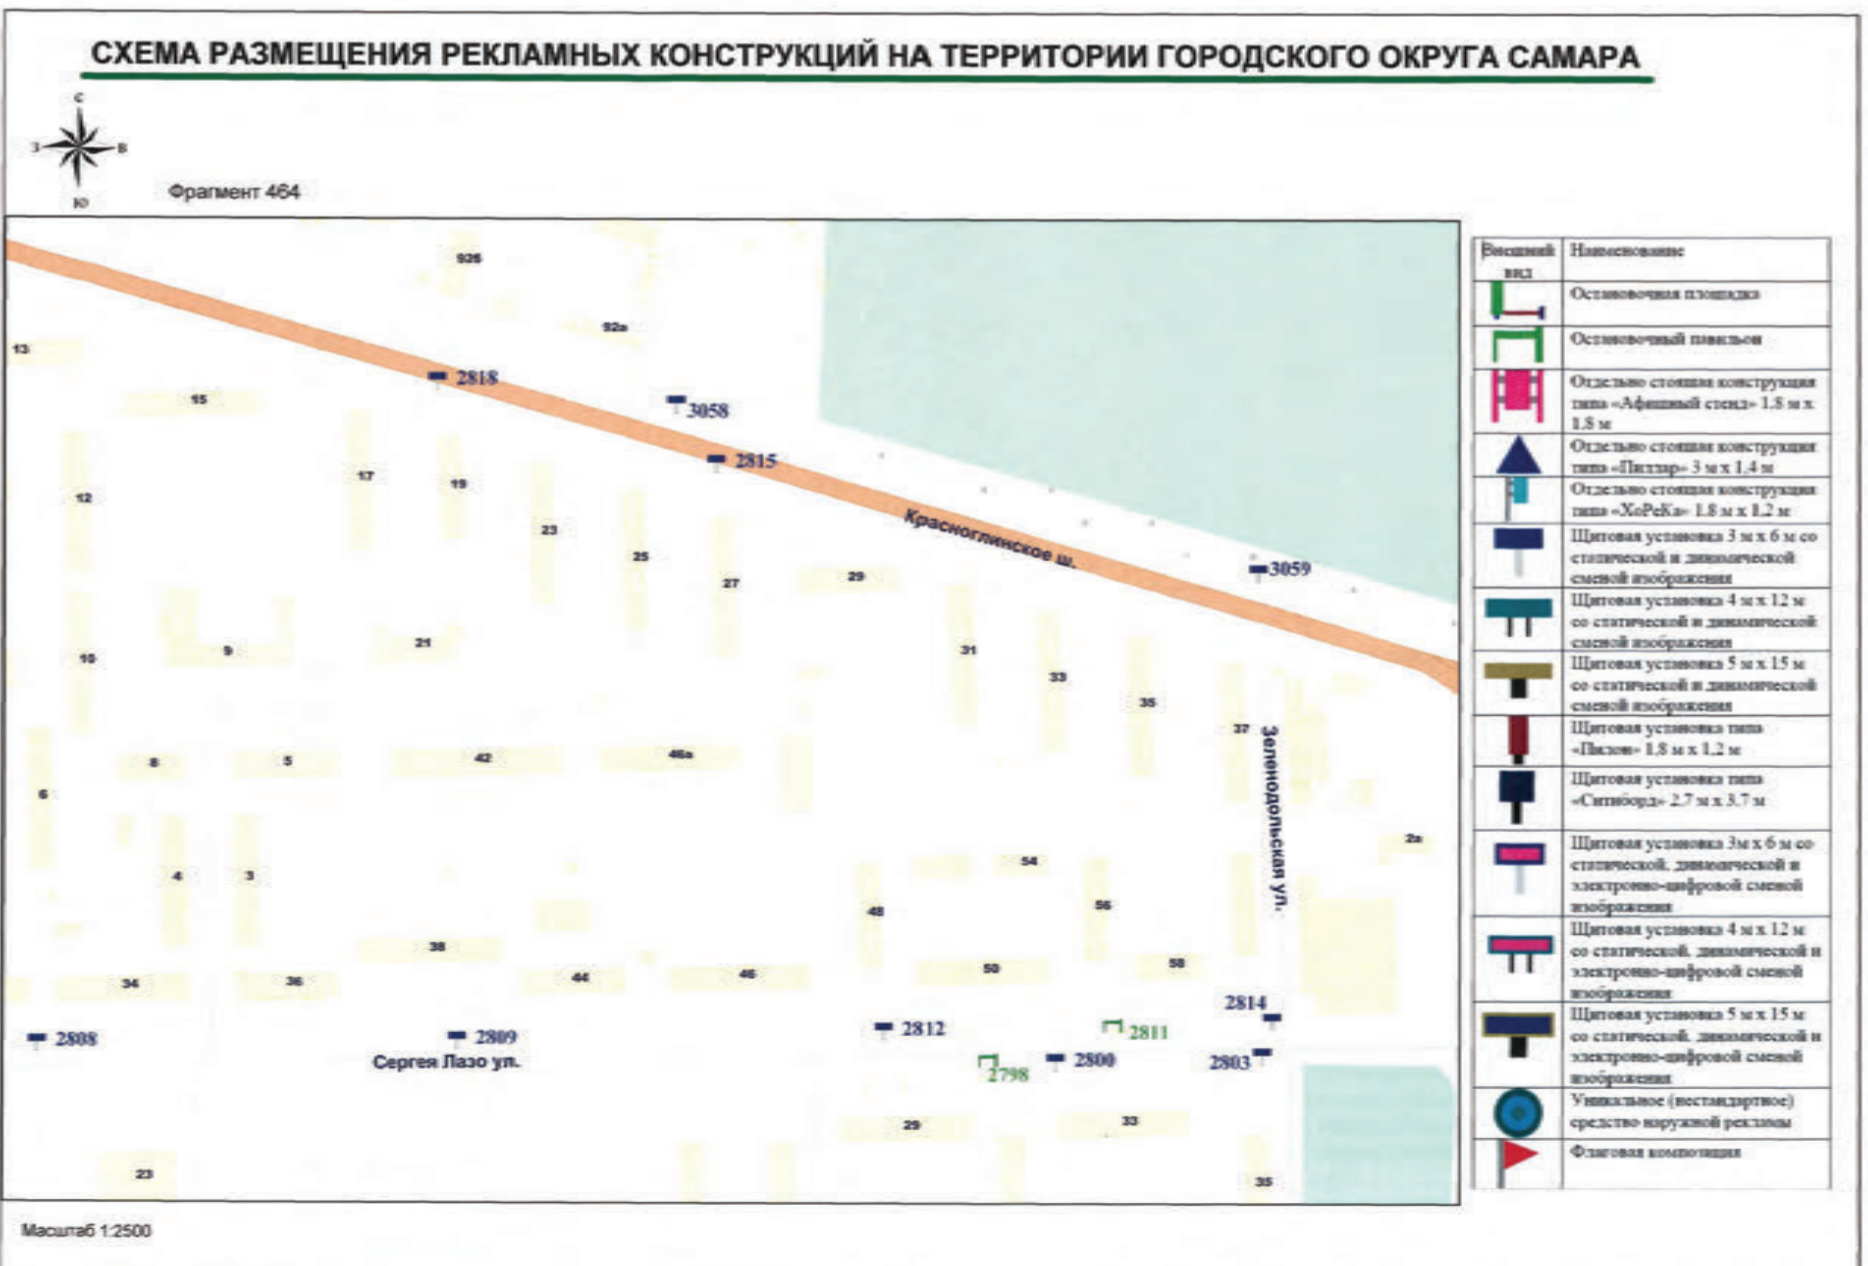 СХЕМА РАЗМЕЩЕНИЯ РЕКЛАМНЫХ КОНСТРУКЦИЙ НА ТЕРРИТОРИИ ГОРОДСКОГО ОКРУГА САМАРА
С
З
В
Ю
Фрагмент 464
92б
92а
13
2818
15
3058
2815
17
19
12
Красноглинское ш.
23
25
27
29
3059
10
9
21
31
33
35
37
Зеленодольская ул.
8
5
42
46а
6
2а
4
3
54
48
56
38
34
36
44
46
50
58
2814
2808
2809
2812
2811
Сергея Лазо ул.
2798
2800
2803
29
33
23
35
Внешний вид
Наименование
Остановочная площадка
Остановочный павильон
Отдельно стоящая конструкция
типа «Афишный стенд» 1.8 м х
1.8 м
Отдельно стоящая конструкция
типа «Пиллар» 3 м х 1.4 м
Отдельно стоящая конструкция
типа «ХоРеКа» 1.8 м х 1.2 м
Щитовая установка 3 м х 6 м со
статической и динамической
сменой изображения
Щитовая установка 4 м х 12 м
со статической и динамической
сменой изображения
Щитовая установка 5 м х 15 м
со статической и динамической
сменой изображения
Щитовая установка типа
«Пилон» 1.8 м х 1.2 м
Щитовая установка типа
«Ситиборд» 2.7 м х 3.7 м
Щитовая установка 3м х 6 м со
статической, динамической и
электронно-цифровой сменой
изображения
Щитовая установка 4 м х 12 м
со статической, динамической и
электронно-цифровой сменой
изображения
Щитовая установка 5 м х 15 м
со статической, динамической и
электронно-цифровой сменой
изображения
Уникальное (нестандартное)
средство наружной рекламы
Флаговая композиция
Масштаб 1:2500